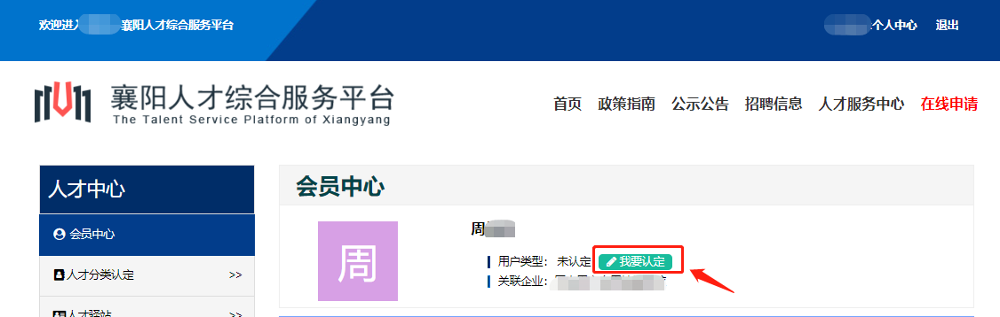 欢迎进入 襄阳人才综合服务平台
个人中心 退出
襄阳人才综合服务平台
The Talent Service Platform of Xiangyang
首页 政策指南 公示公告 招聘信息 人才服务中心 在线申请
人才中心
会员中心
人才分类认定 >>
人才驿站 >>
会员中心
周
周
用户类型： 未认定 我要认定
关联企业：